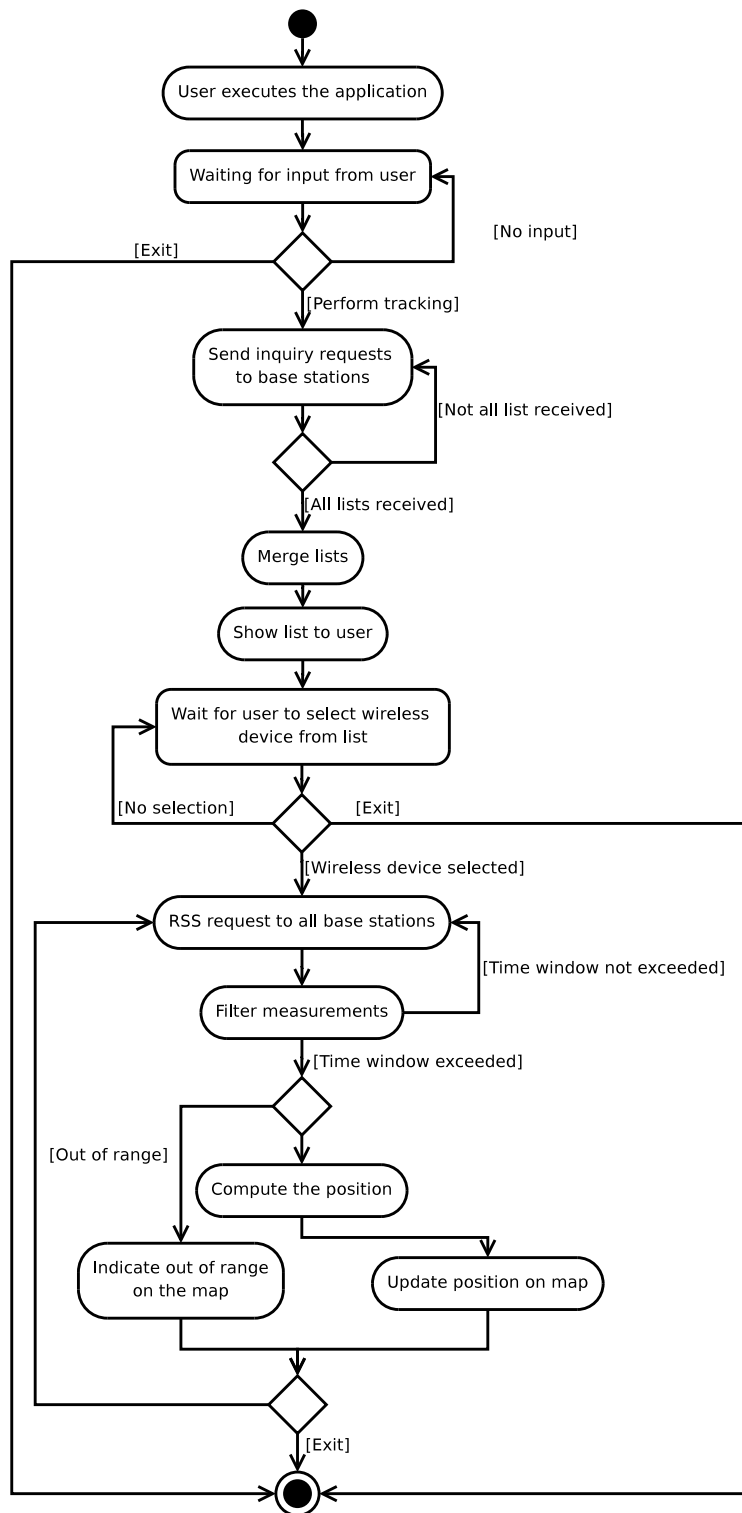 User executes the application
Waiting for input from user
[No input]
[Exit]
[Perform tracking]
Send inquiry requests
to base stations
[Not all list received]
[All lists received]
Merge lists
Show list to user
Wait for user to select wireless
device from list
[No selection]
[Exit]
[Wireless device selected]
RSS request to all base stations
[Time window not exceeded]
Filter measurements
[Time window exceeded]
[Out of range]
Compute the position
Indicate out of range
on the map
Update position on map
[Exit]